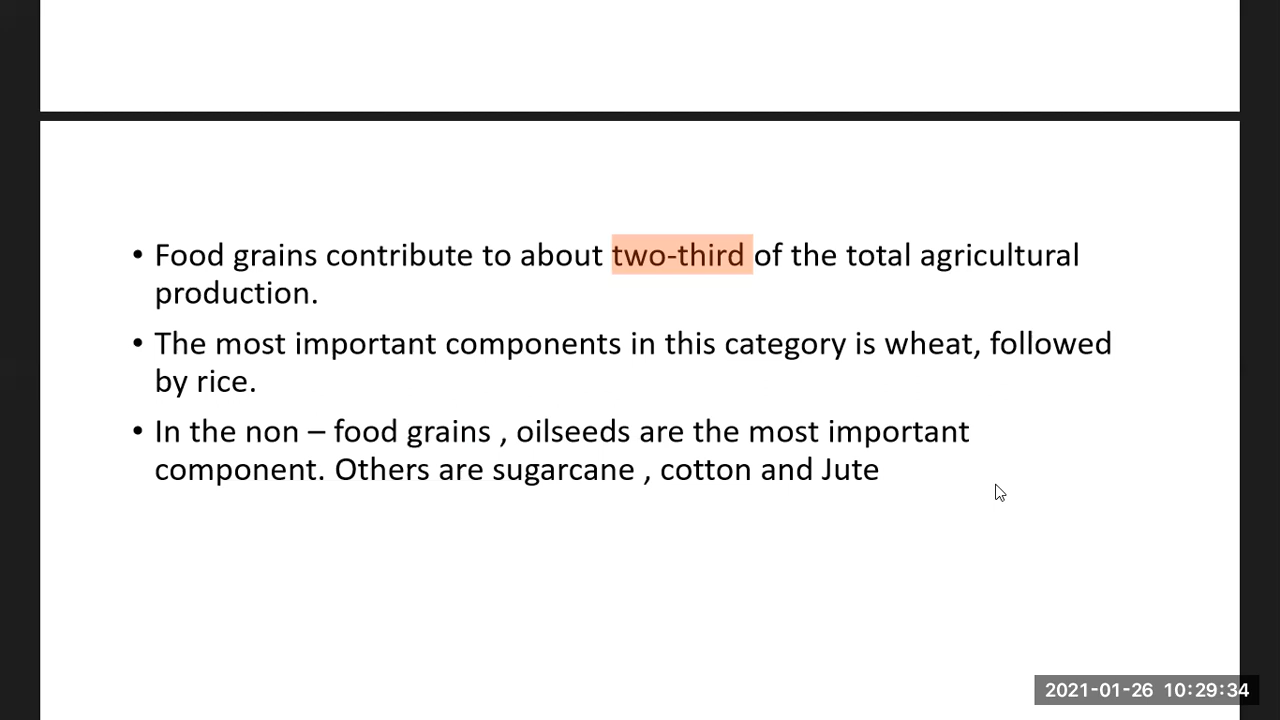 • Food grains contribute to about two-third of the total agricultural
production.
• The most important components in this category is wheat, followed
by rice.
• In the non – food grains , oilseeds are the most important
component. Others are sugarcane , cotton and Jute
2021-01-26 10:29:34